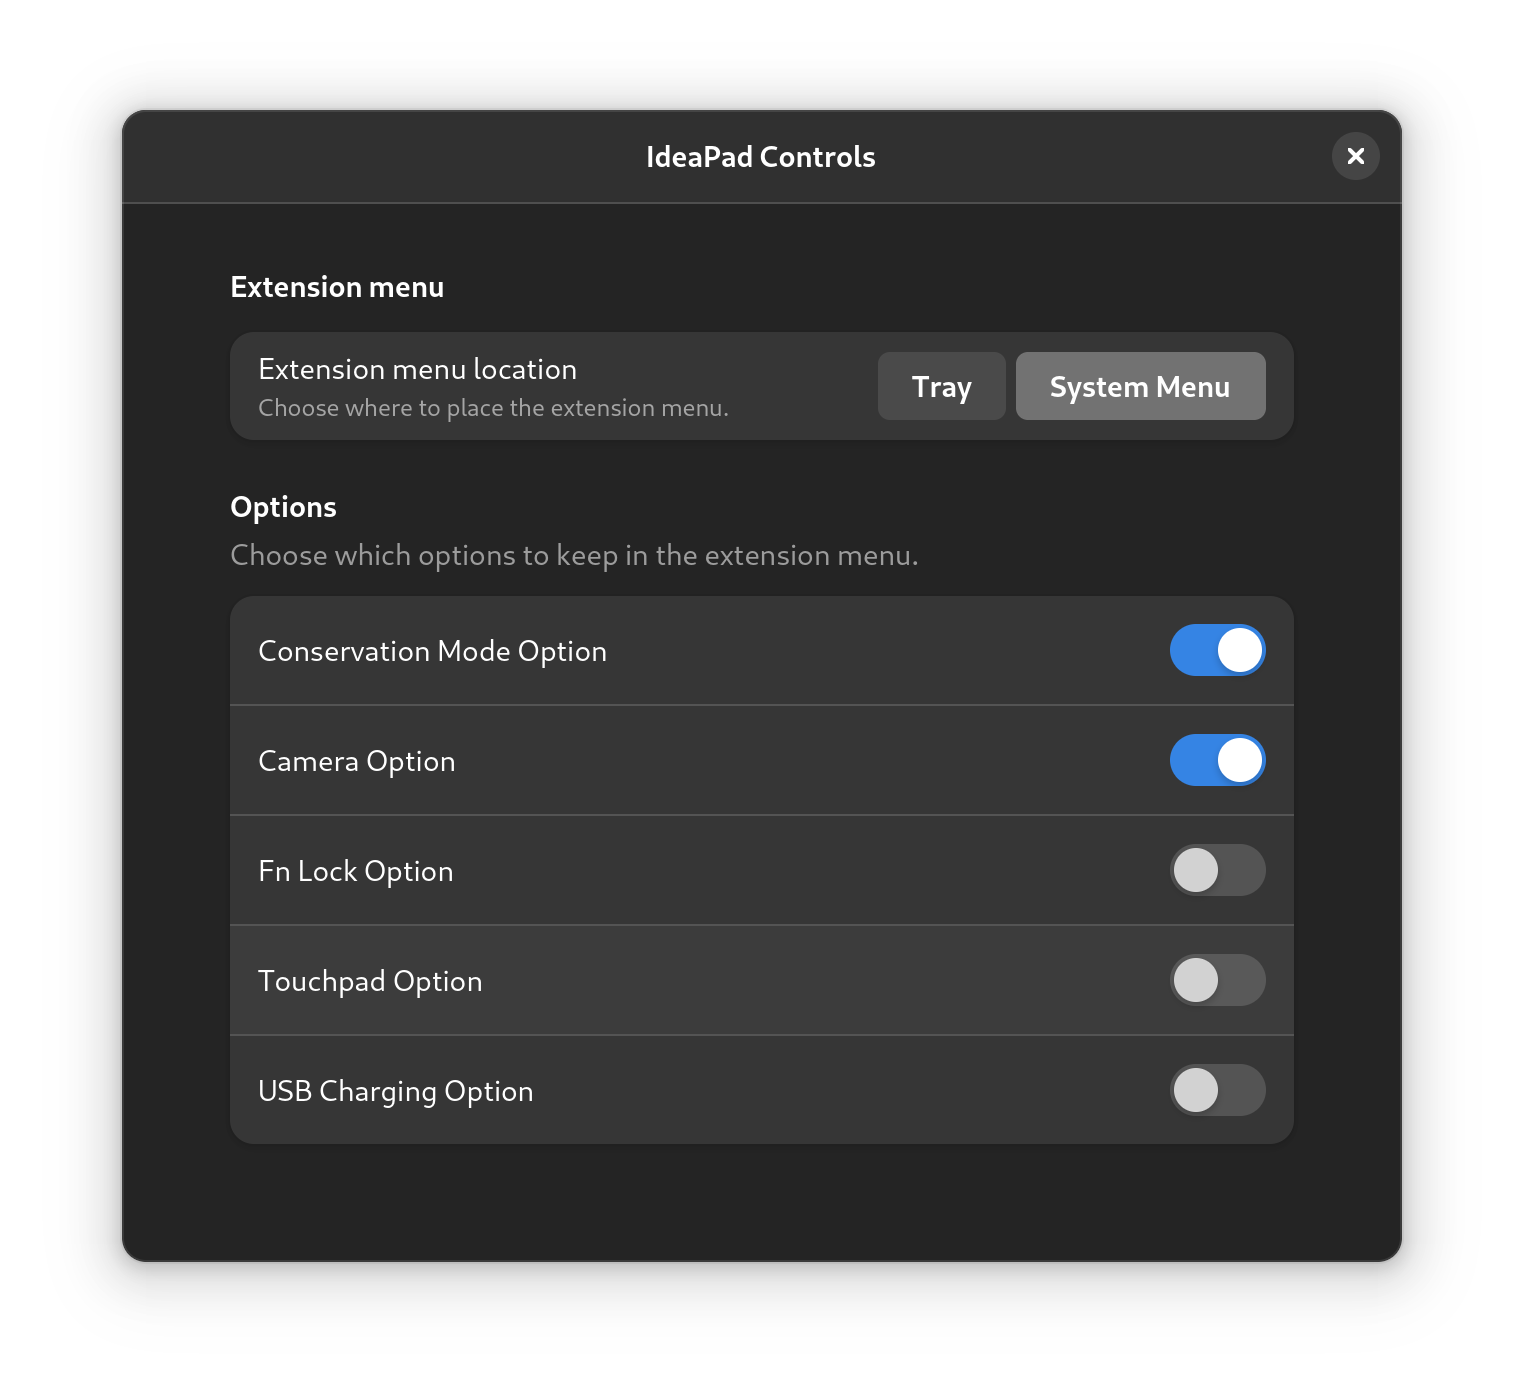 IdeaPad Controls
Extension menu
Extension menu location
Choose where to place the extension menu.
Tray
System Menu
Options
Choose which options to keep in the extension menu.
Conservation Mode Option
Camera Option
Fn Lock Option
Touchpad Option
USB Charging Option